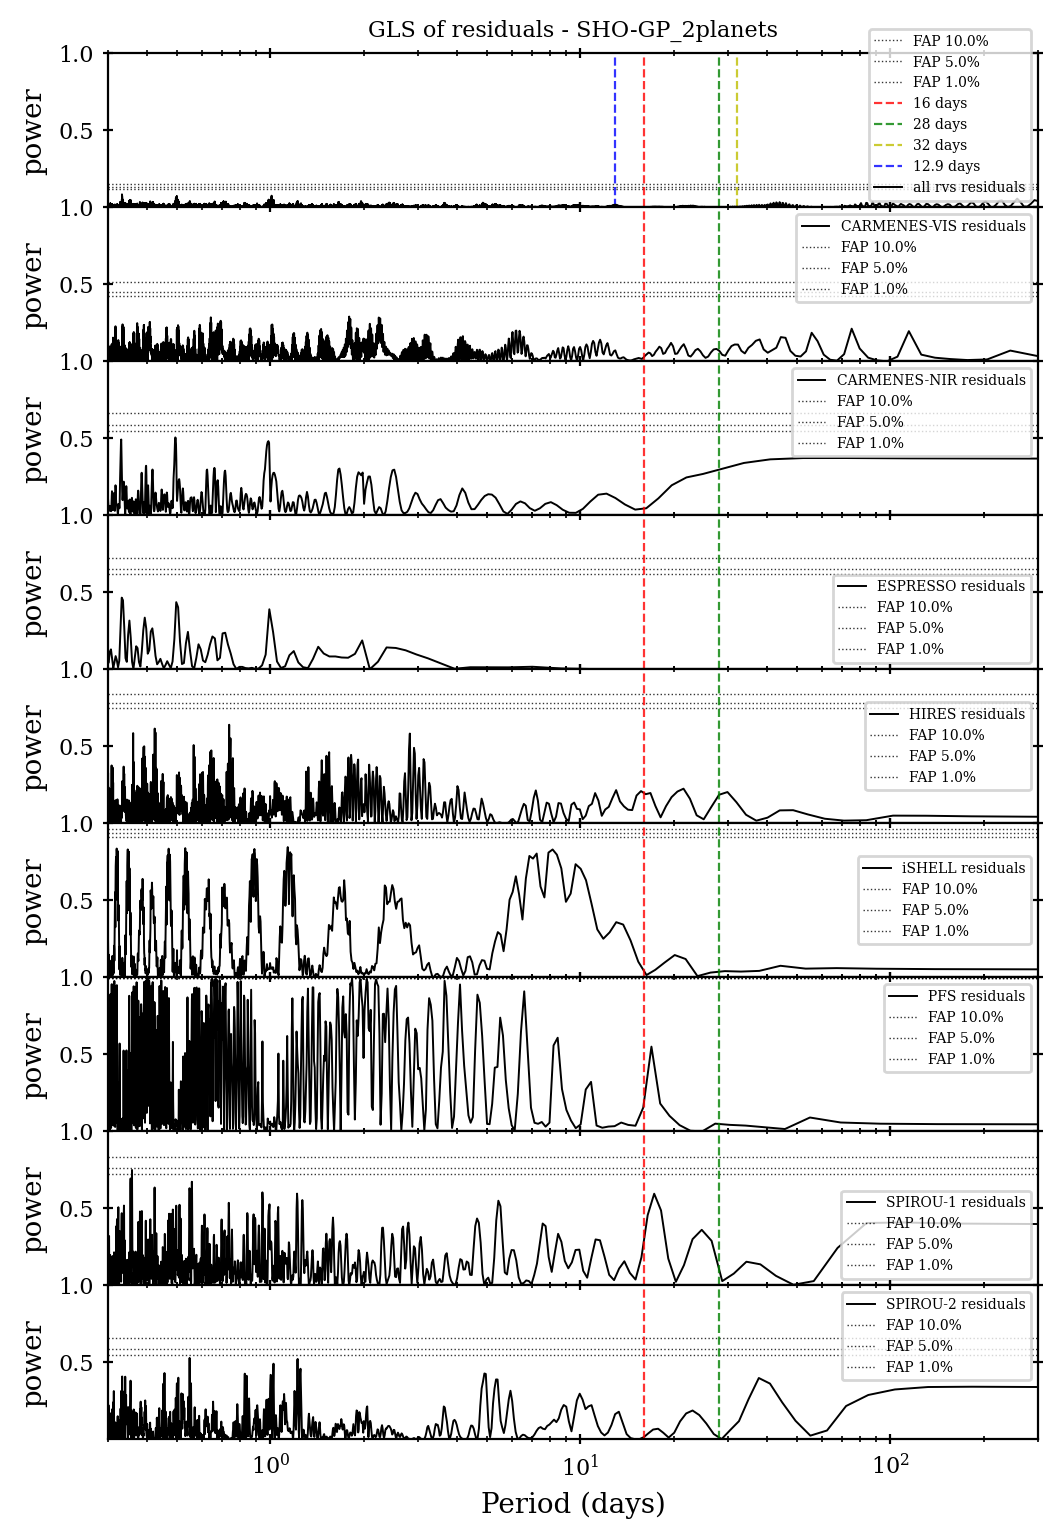 GLS of residuals - SHO-GP_2planets
1.0
power
0.5
FAP 10.0%
FAP 5.0%
FAP 1.0%
16 days
28 days
32 days
12.9 days
all rvs residuals
1.0
power
0.5
CARMENES-VIS residuals
FAP 10.0%
FAP 5.0%
FAP 1.0%
1.0
power
0.5
CARMENES-NIR residuals
FAP 10.0%
FAP 5.0%
FAP 1.0%
1.0
power
0.5
ESPRESSO residuals
FAP 10.0%
FAP 5.0%
FAP 1.0%
1.0
power
0.5
HIRES residuals
FAP 10.0%
FAP 5.0%
FAP 1.0%
1.0
power
0.5
iSHELL residuals
FAP 10.0%
FAP 5.0%
FAP 1.0%
1.0
power
0.5
PFS residuals
FAP 10.0%
FAP 5.0%
FAP 1.0%
1.0
power
0.5
SPIROU-1 residuals
FAP 10.0%
FAP 5.0%
FAP 1.0%
1.0
power
0.5
SPIROU-2 residuals
FAP 10.0%
FAP 5.0%
FAP 1.0%
10⁰ 10¹ 10²
Period (days)